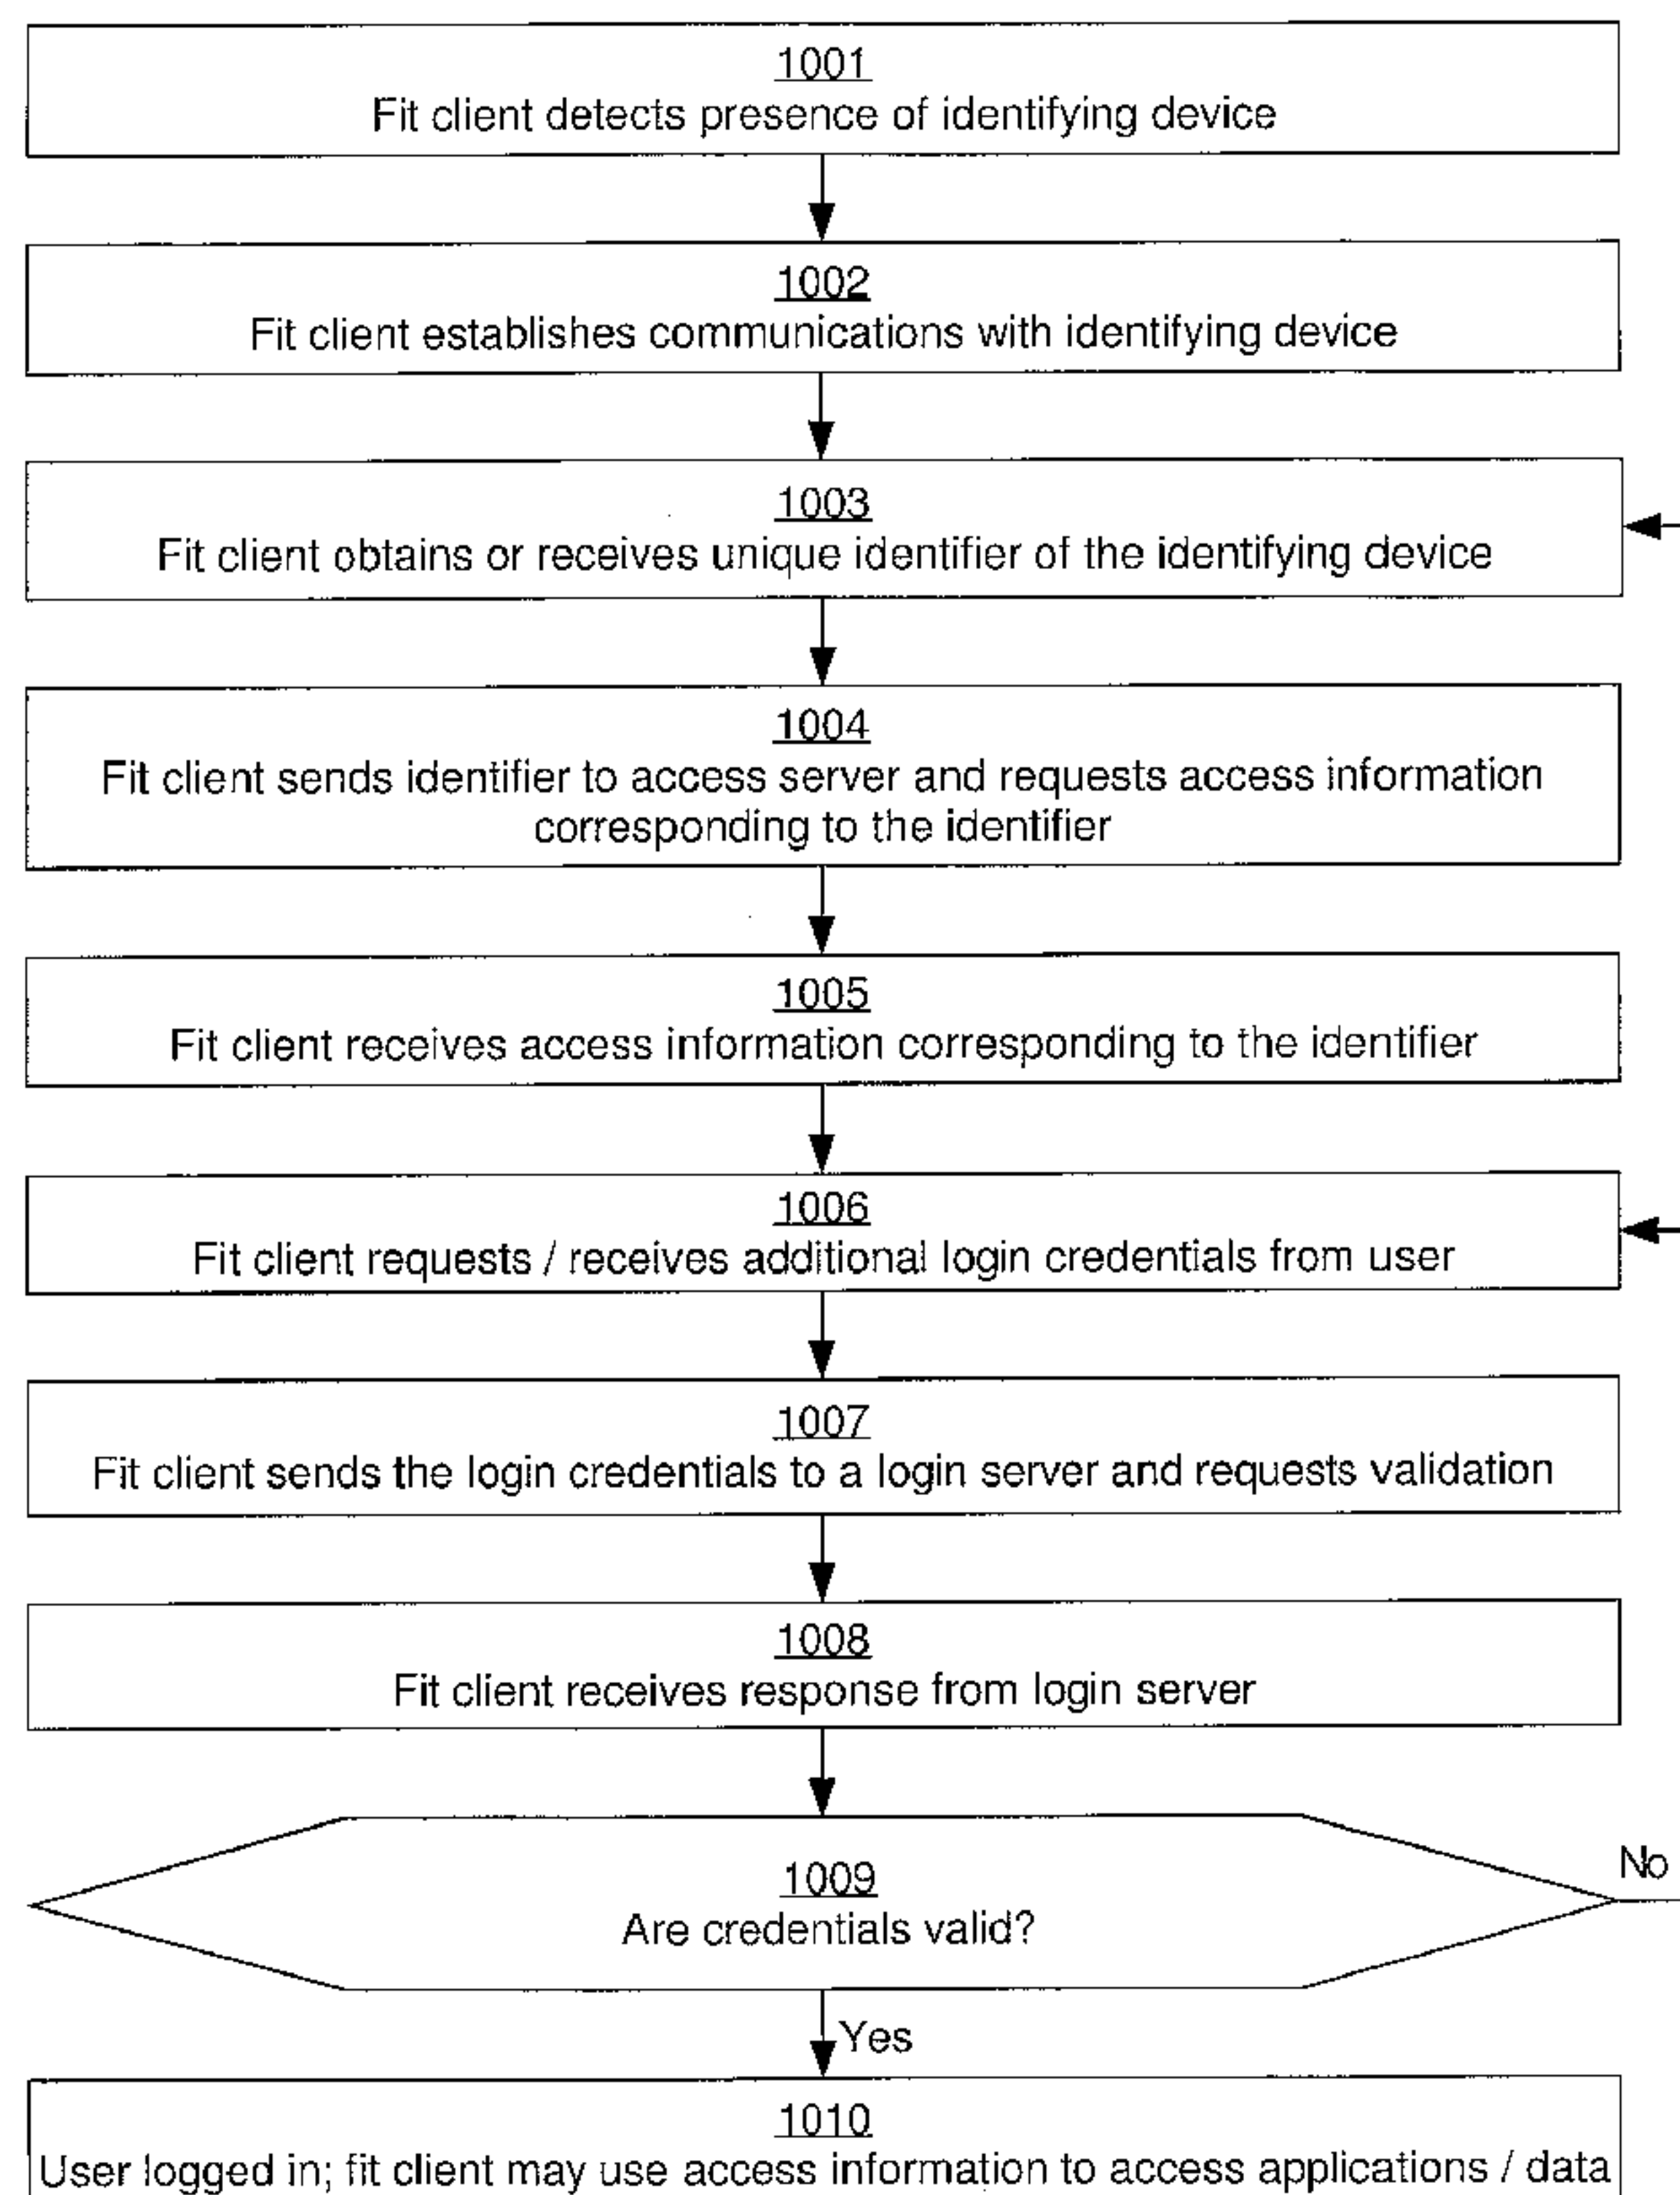 1001
Fit client detects presence of identifying device
1002
Fit client establishes communications with identifying device
1003
Fit client obtains or receives unique identifier of the identifying device
1004
Fit client sends identifier to access server and requests access information
corresponding to the identifier
1005
Fit client receives access information corresponding to the identifier
1006
Fit client requests / receives additional login credentials from user
1007
Fit client sends the login credentials to a login server and requests validation
1008
Fit client receives response from login server
1009
Are credentials valid?
No
Yes
1010
User logged in; fit client may use access information to access applications / data